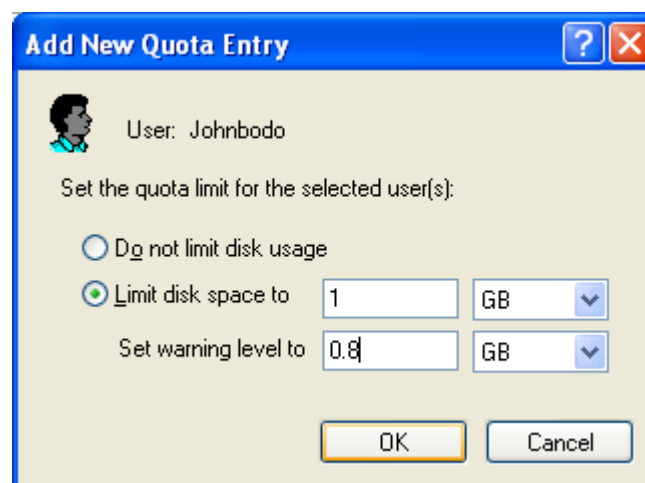 Add New Quota Entry
User: Johnbodo
Set the quota limit for the selected user(s):
Do not limit disk usage
Limit disk space to 1 GB
Set warning level to 0.8 GB
OK Cancel